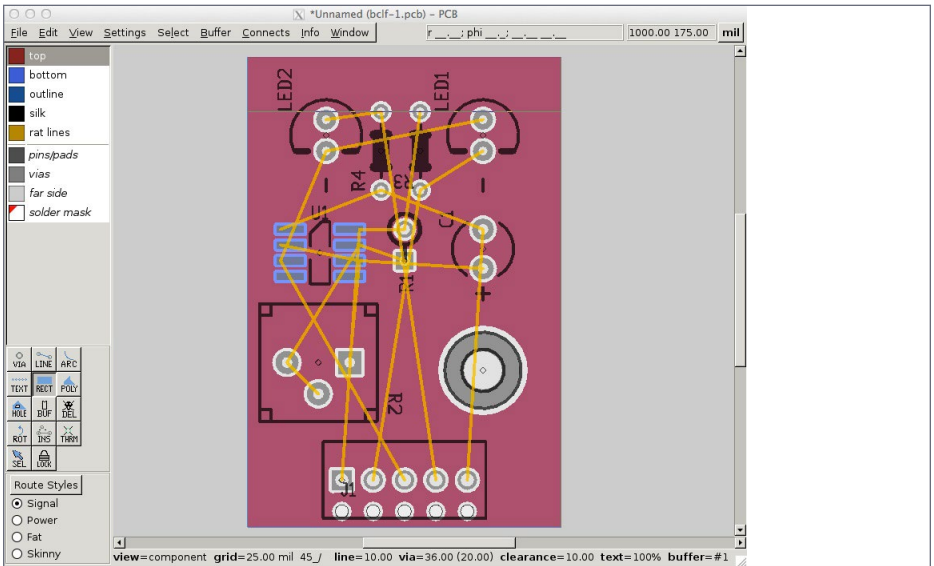 *Unnamed (bclf-1.pcb) – PCB
File Edit View Settings Select Buffer Connects Info Window
r __.__; phi __._; __.__ __.__
1000.00 175.00
mil
top
bottom
outline
silk
rat lines
pins/pads
vias
far side
solder mask
VIA LINE ARC
TEXT RECT POLY
HOLE BUF DEL
ROT INS THRM
SEL LOCK
Route Styles
Signal
Power
Fat
Skinny
LED2
LED1
R4
R3
U1
C1
R1
+
R2
J1
view=component grid=25.00 mil 45_/ line=10.00 via=36.00 (20.00) clearance=10.00 text=100% buffer=#1